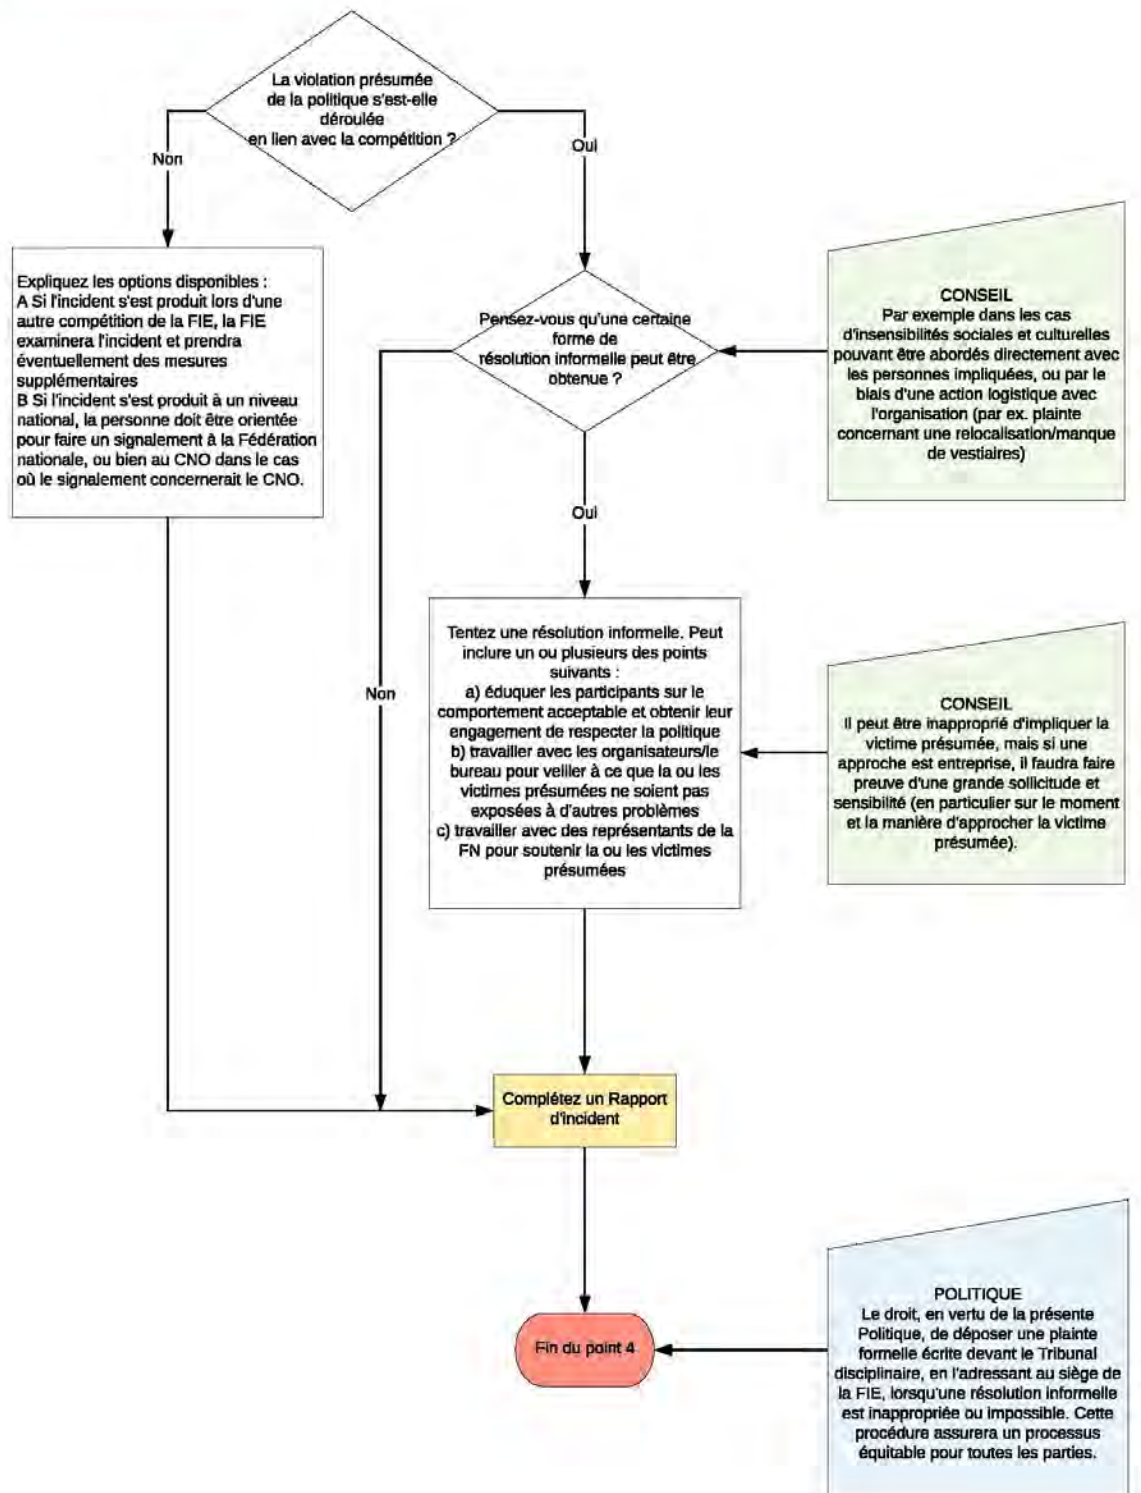 La violation présumée
de la politique s'est-elle
déroulée
en lien avec la compétition ?
Non
Oui
Expliquez les options disponibles :
A Si l'incident s'est produit lors d'une
autre compétition de la FIE, la FIE
examinera l'incident et prendra
éventuellement des mesures
supplémentaires
B Si l'incident s'est produit à un niveau
national, la personne doit être orientée
pour faire un signalement à la Fédération
nationale, ou bien au CNO dans le cas
où le signalement concernerait le CNO.
Pensez-vous qu'une certaine
forme de
résolution informelle peut être
obtenue ?
CONSEIL
Par exemple dans les cas
d'insensibilités sociales et culturelles
pouvant être abordés directement avec
les personnes impliquées, ou par le
biais d'une action logistique avec
l'organisation (par ex. plainte
concernant une relocalisation/manque
de vestiaires)
Oui
Non
Tentez une résolution informelle. Peut
inclure un ou plusieurs des points
suivants :
a) éduquer les participants sur le
comportement acceptable et obtenir leur
engagement de respecter la politique
b) travailler avec les organisateurs/le
bureau pour veiller à ce que la ou les
victimes présumées ne soient pas
exposées à d'autres problèmes
c) travailler avec des représentants de la
FN pour soutenir la ou les victimes
présumées
CONSEIL
Il peut être inapproprié d'impliquer la
victime présumée, mais si une
approche est entreprise, il faudra faire
preuve d'une grande sollicitude et
sensibilité (en particulier sur le moment
et la manière d'approcher la victime
présumée).
Complétez un Rapport
d'incident
Fin du point 4
POLITIQUE
Le droit, en vertu de la présente
Politique, de déposer une plainte
formelle écrite devant le Tribunal
disciplinaire, en l'adressant au siège de
la FIE, lorsqu'une résolution informelle
est inappropriée ou impossible. Cette
procédure assurera un processus
équitable pour toutes les parties.